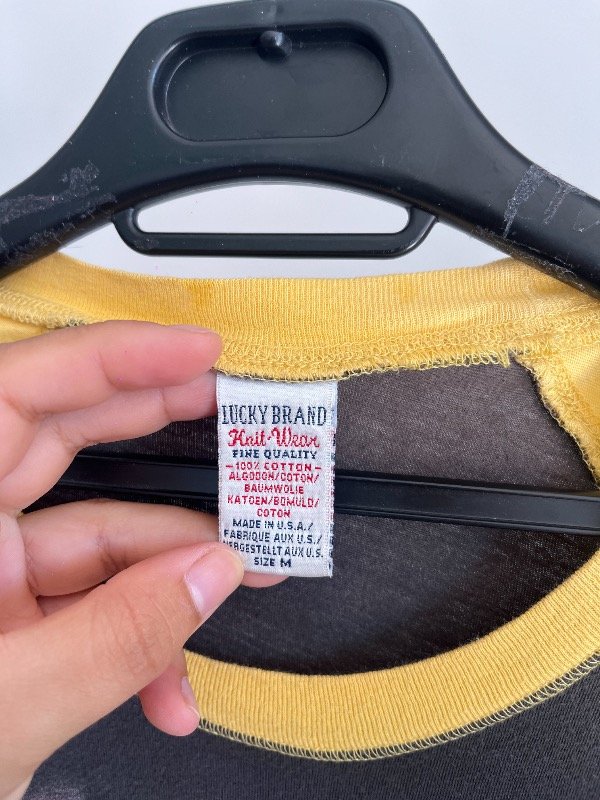 LUCKY BRAND
Knit-Wear
FINE QUALITY
-100% COTTON-
ALGODON/COTON/
BAUMWOLIE
KATOEN/BOMULD/
COTON
MADE IN U.S.A./
FABRIQUE AUX U.S./
HERGESTELLT AUX U.S.
SIZE M